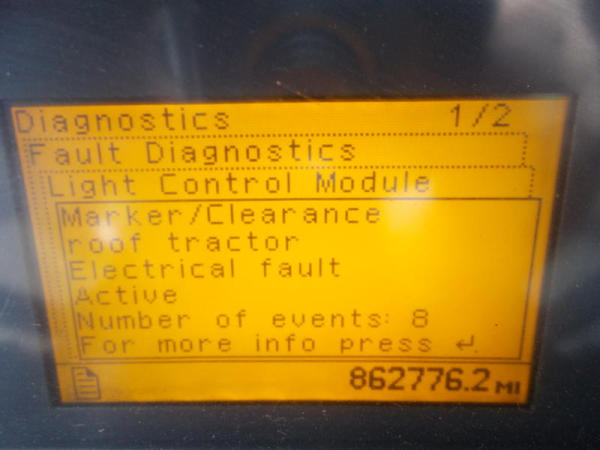 Diagnostics 1/2
Fault Diagnostics
Light Control Module
Marker/Clearance
roof tractor
Electrical fault
Active
Number of events: 8
For more info press ↵.
862776.2 MI